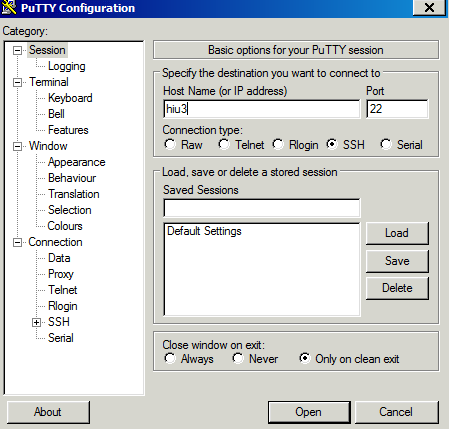 PuTTY Configuration
Category:
Session
Logging
Terminal
Keyboard
Bell
Features
Window
Appearance
Behaviour
Translation
Selection
Colours
Connection
Data
Proxy
Telnet
Rlogin
SSH
Serial
Basic options for your PuTTY session
Specify the destination you want to connect to
Host Name (or IP address) Port
hiu3 22
Connection type:
Raw Telnet Rlogin SSH Serial
Load, save or delete a stored session
Saved Sessions
Default Settings
Load
Save
Delete
Close window on exit:
Always Never Only on clean exit
About Open Cancel